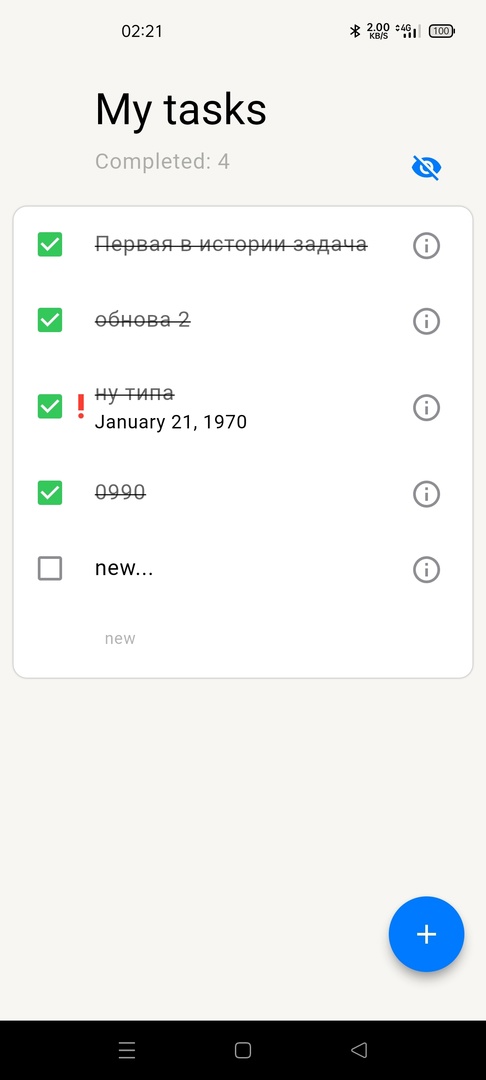 02:21
2.00
KB/S
4G
100
My tasks
Completed: 4
Первая в истории задача
обнова 2
ну типа
January 21, 1970
0990
new...
new